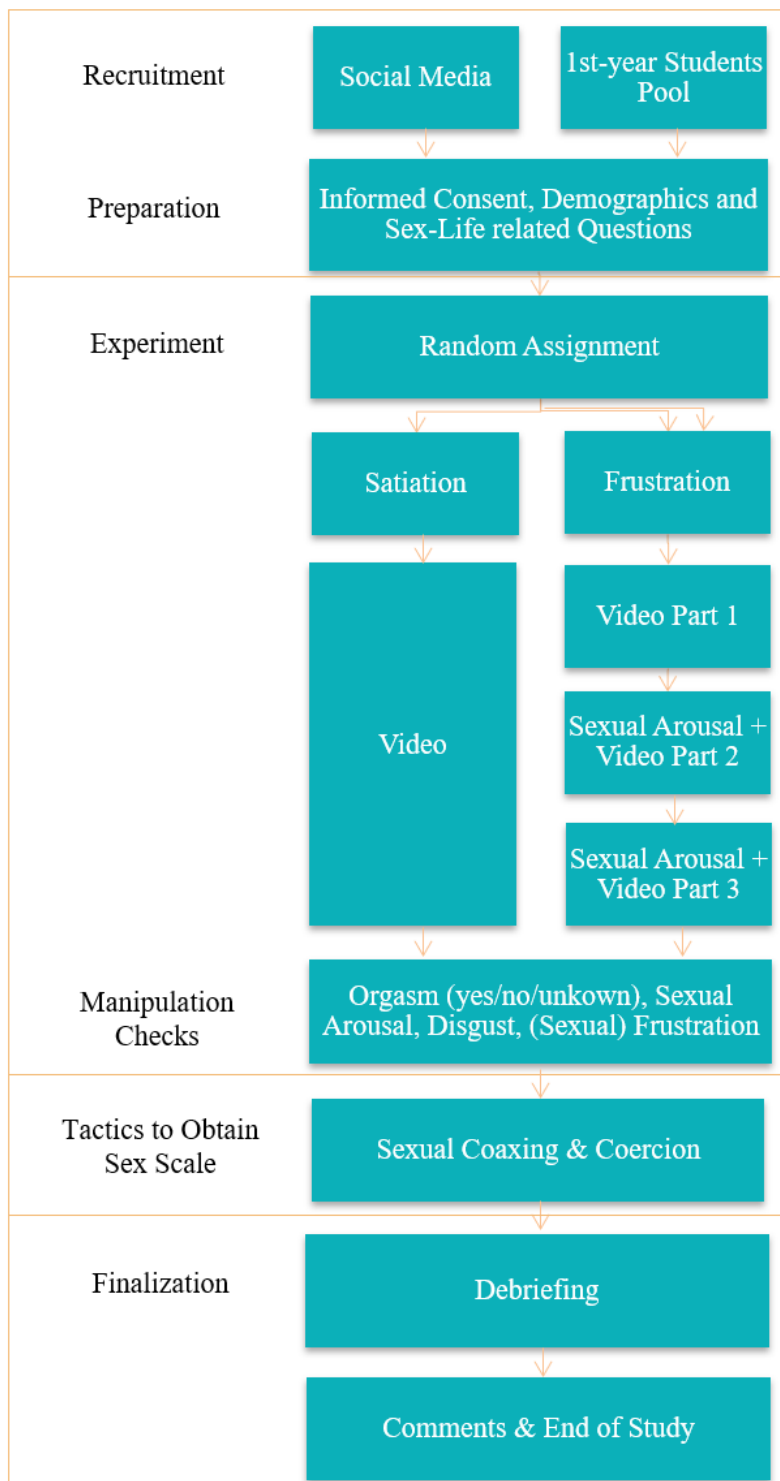 Recruitment
Social Media
1st-year Students
Pool
Preparation
Informed Consent, Demographics and
Sex-Life related Questions
Experiment
Random Assignment
Satiation
Frustration
Video
Video Part 1
Sexual Arousal +
Video Part 2
Sexual Arousal +
Video Part 3
Manipulation
Checks
Orgasm (yes/no/unkown), Sexual
Arousal, Disgust, (Sexual) Frustration
Tactics to Obtain
Sex Scale
Sexual Coaxing & Coercion
Finalization
Debriefing
Comments & End of Study